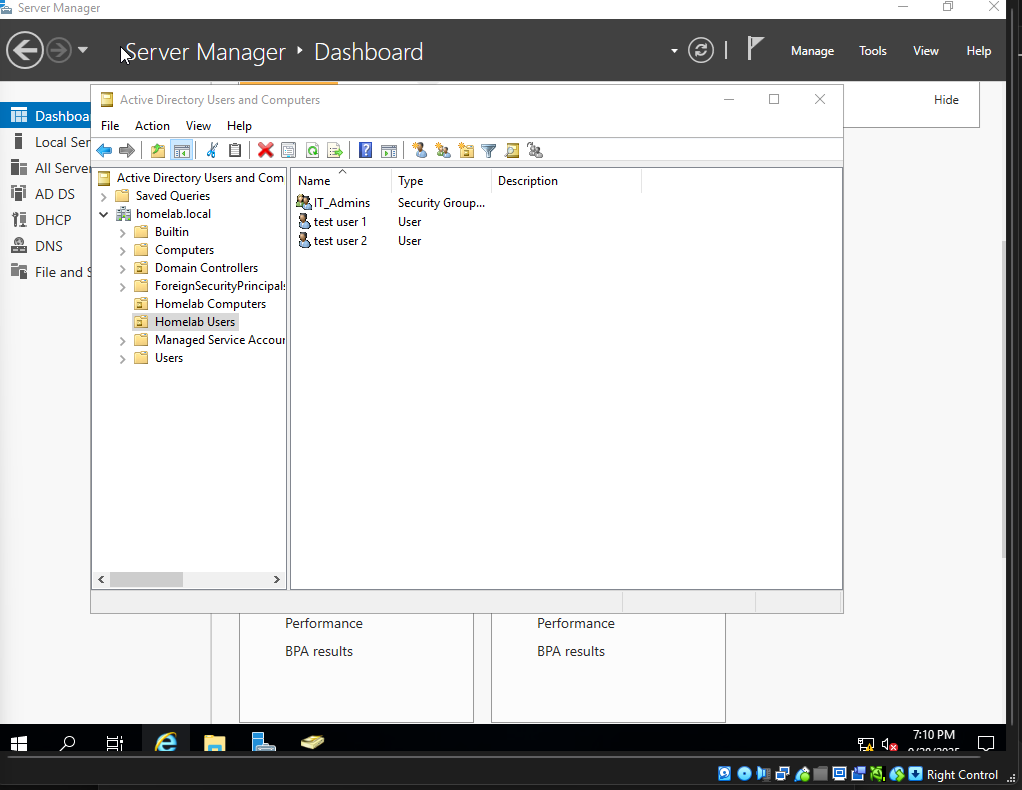 Server Manager
Server Manager ‣ Dashboard
Manage Tools View Help
Active Directory Users and Computers
Hide
File Action View Help
Dashboa
Local Ser
All Server
AD DS
DHCP
DNS
File and S
Active Directory Users and Com
Saved Queries
homelab.local
Builtin
Computers
Domain Controllers
ForeignSecurityPrincipals
Homelab Computers
Homelab Users
Managed Service Accour
Users
Name Type Description
IT_Admins Security Group...
test user 1 User
test user 2 User
Performance
BPA results
Performance
BPA results
7:10 PM
Right Control